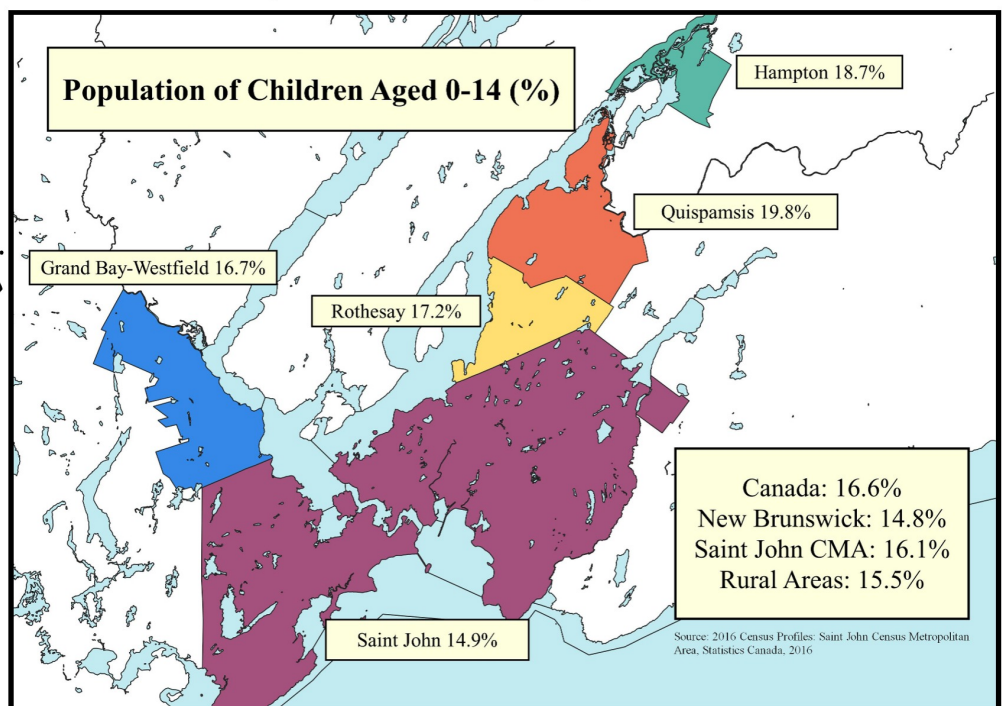 Population of Children Aged 0-14 (%)
Hampton 18.7%
Quispamsis 19.8%
Grand Bay-Westfield 16.7%
Rothesay 17.2%
Canada: 16.6%
New Brunswick: 14.8%
Saint John CMA: 16.1%
Rural Areas: 15.5%
Saint John 14.9%
Source: 2016 Census Profiles: Saint John Census Metropolitan
Area, Statistics Canada, 2016